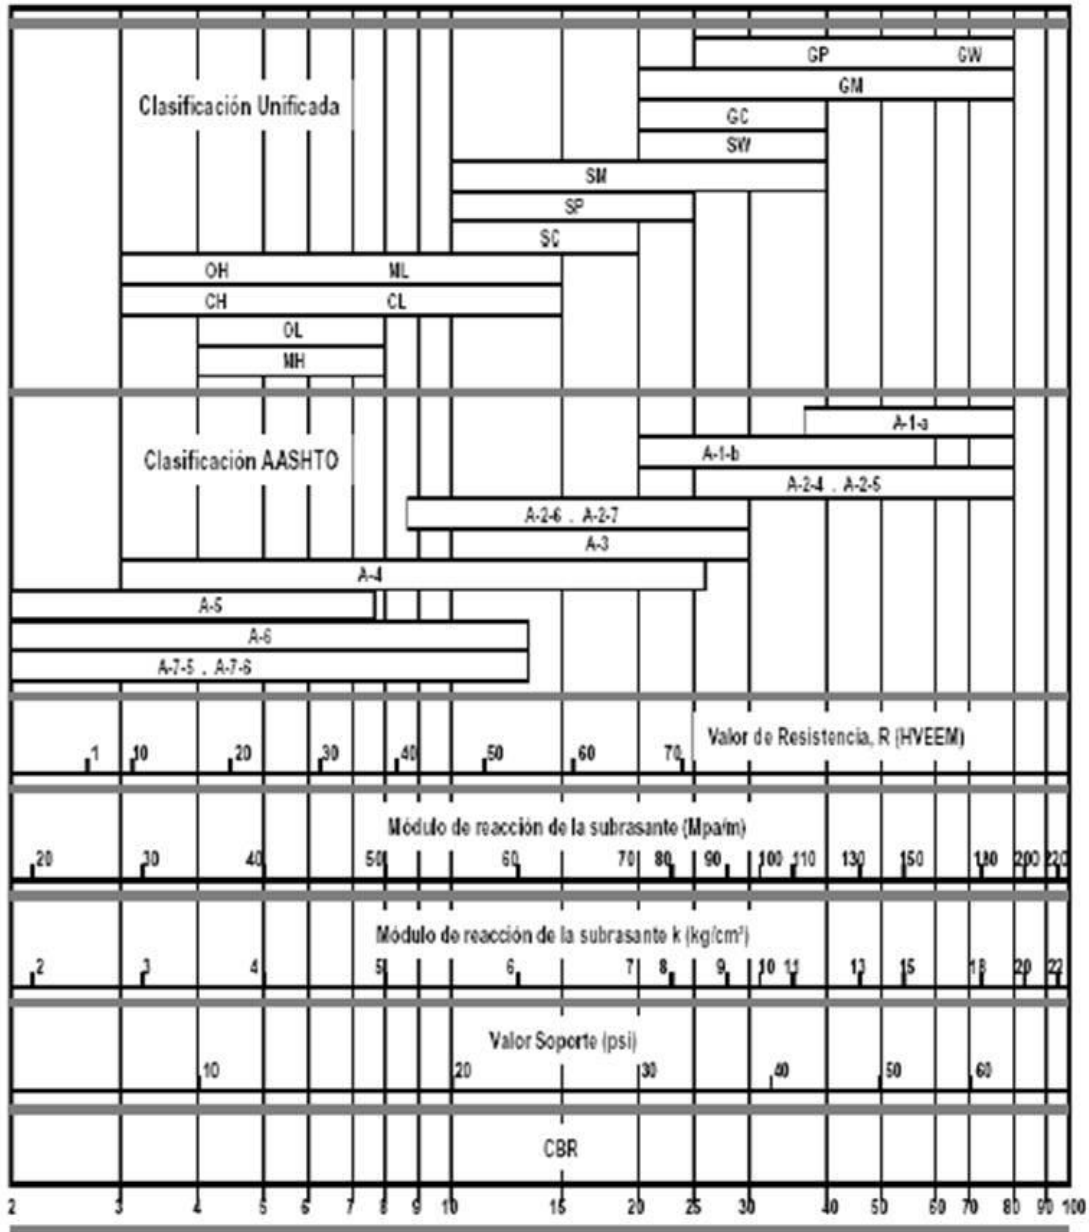 GP GW
GM
Clasificación Unificada
GC
SW
SM
SP
SC
OH ML
CH CL
OL
MH
A-1-a
A-1-b
Clasificación AASHTO
A-2-4 . A-2-5
A-2-6 . A-2-7
A-3
A-4
A-5
A-6
A-7-5 . A-7-6
Valor de Resistencia, R (HVEEM)
1 10 20 30 40 50 60 70
Módulo de reacción de la subrasante (Mpa/m)
20 30 40 50 60 70 80 90 100 110 130 150 180 200 220
Módulo de reacción de la subrasante k (kg/cm³)
2 3 4 5 6 7 8 9 10 11 13 15 18 20 22
Valor Soporte (psi)
10 20 30 40 50 60
CBR
2 3 4 5 6 7 8 9 10 15 20 25 30 40 50 60 70 80 90 100